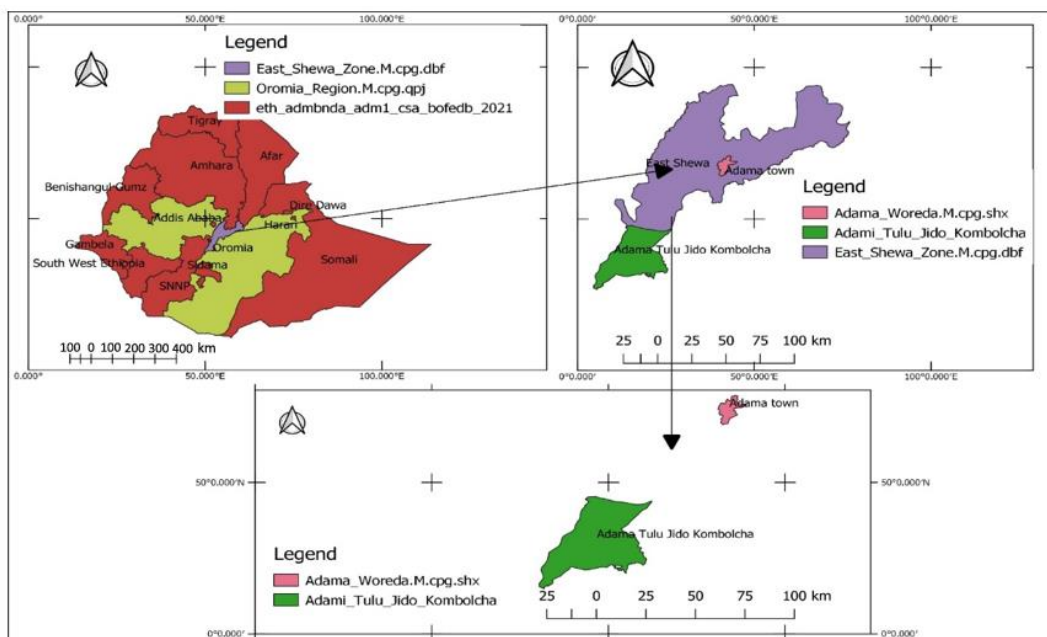 0.000° 50°0.000'E 100°0.000'E
Legend
East_Shewa_Zone.M.cpg.dbf
Oromia_Region.M.cpg.qpj
eth_admbnda_adm1_csa_bofedb_2021
Tigray
Afar
Amhara
Benishangul Gumz
Dire Dawa
Addis Ababa
Harari
Gambela
Oromia
Somali
South West Ethiopia
Sidama
SNNP
100 0 100 200 300 400 km
0.000° 50°0.000'E 100°0.000'E
0.000° 50°0.000'E 100°0.000'E
East Shewa
Adama town
Legend
Adama_Woreda.M.cpg.shx
Adami_Tulu_Jido_Kombolcha
East_Shewa_Zone.M.cpg.dbf
Adama Tulu Jido Kombolcha
25 0 25 50 75 100 km
0°0.000' 50°0.000'E 100°0.000'E
Adama town
50°0.000'N 50°0.000'N
Adama Tulu Jido Kombolcha
Legend
Adama_Woreda.M.cpg.shx
Adami_Tulu_Jido_Kombolcha
25 0 25 50 75 100 km
0°0.000' 0°0.000'